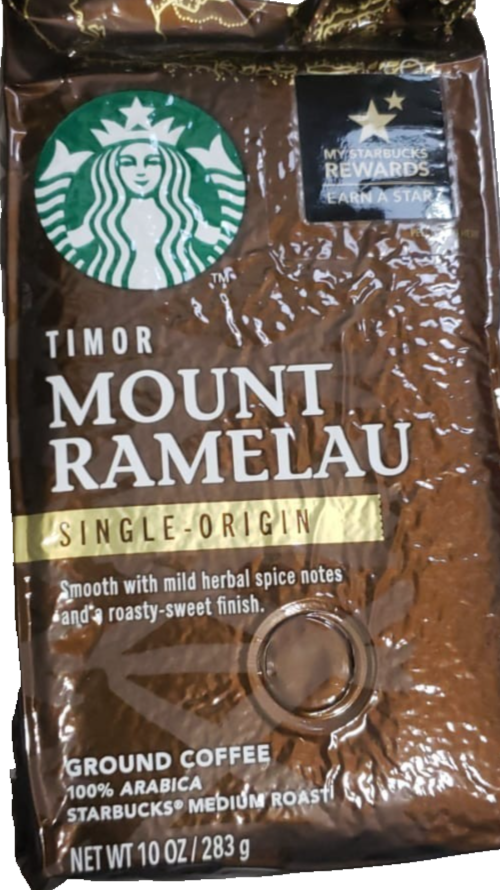 MY STARBUCKS
REWARDS
EARN A STAR
TM
TIMOR
MOUNT
RAMELAU
SINGLE-ORIGIN
Smooth with mild herbal spice notes
and a roasty-sweet finish.
GROUND COFFEE
100% ARABICA
STARBUCKS® MEDIUM ROAST
NET WT 10 OZ / 283 g